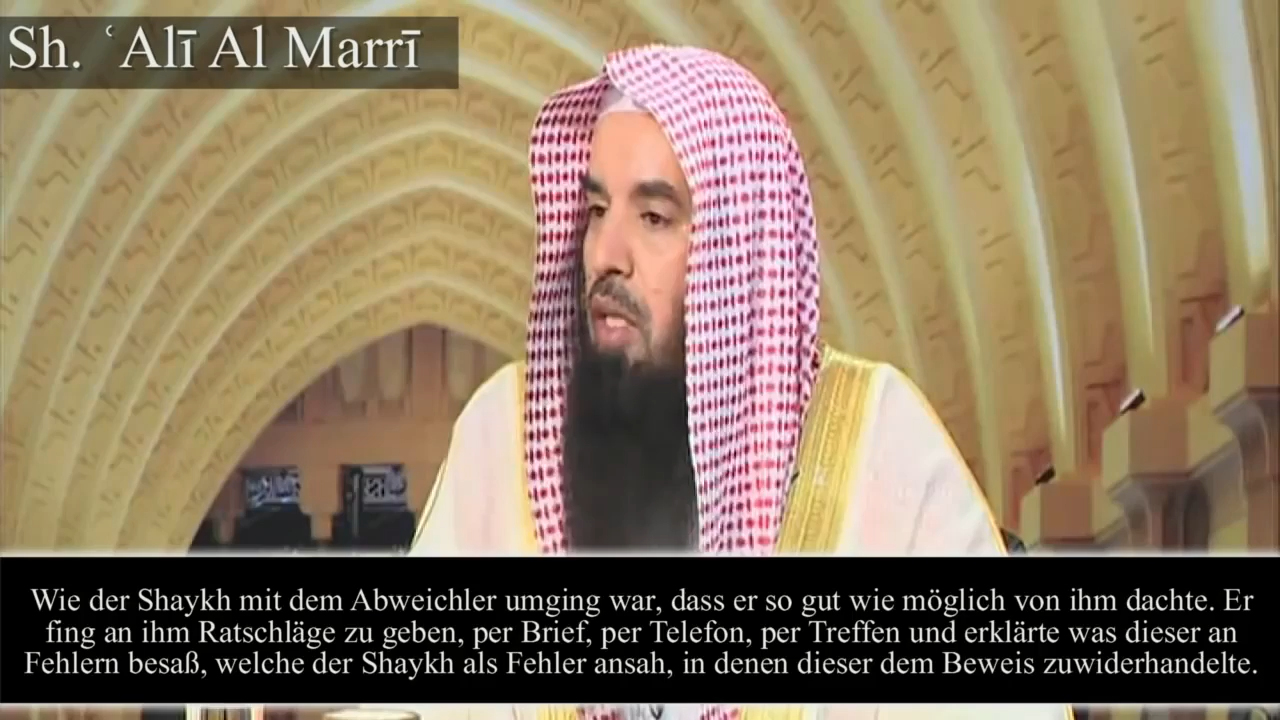 Sh. ʿAlī Al Marrī
Wie der Shaykh mit dem Abweichler umging war, dass er so gut wie möglich von ihm dachte. Er
fing an ihm Ratschläge zu geben, per Brief, per Telefon, per Treffen und erklärte was dieser an
Fehlern besaß, welche der Shaykh als Fehler ansah, in denen dieser dem Beweis zuwiderhandelte.